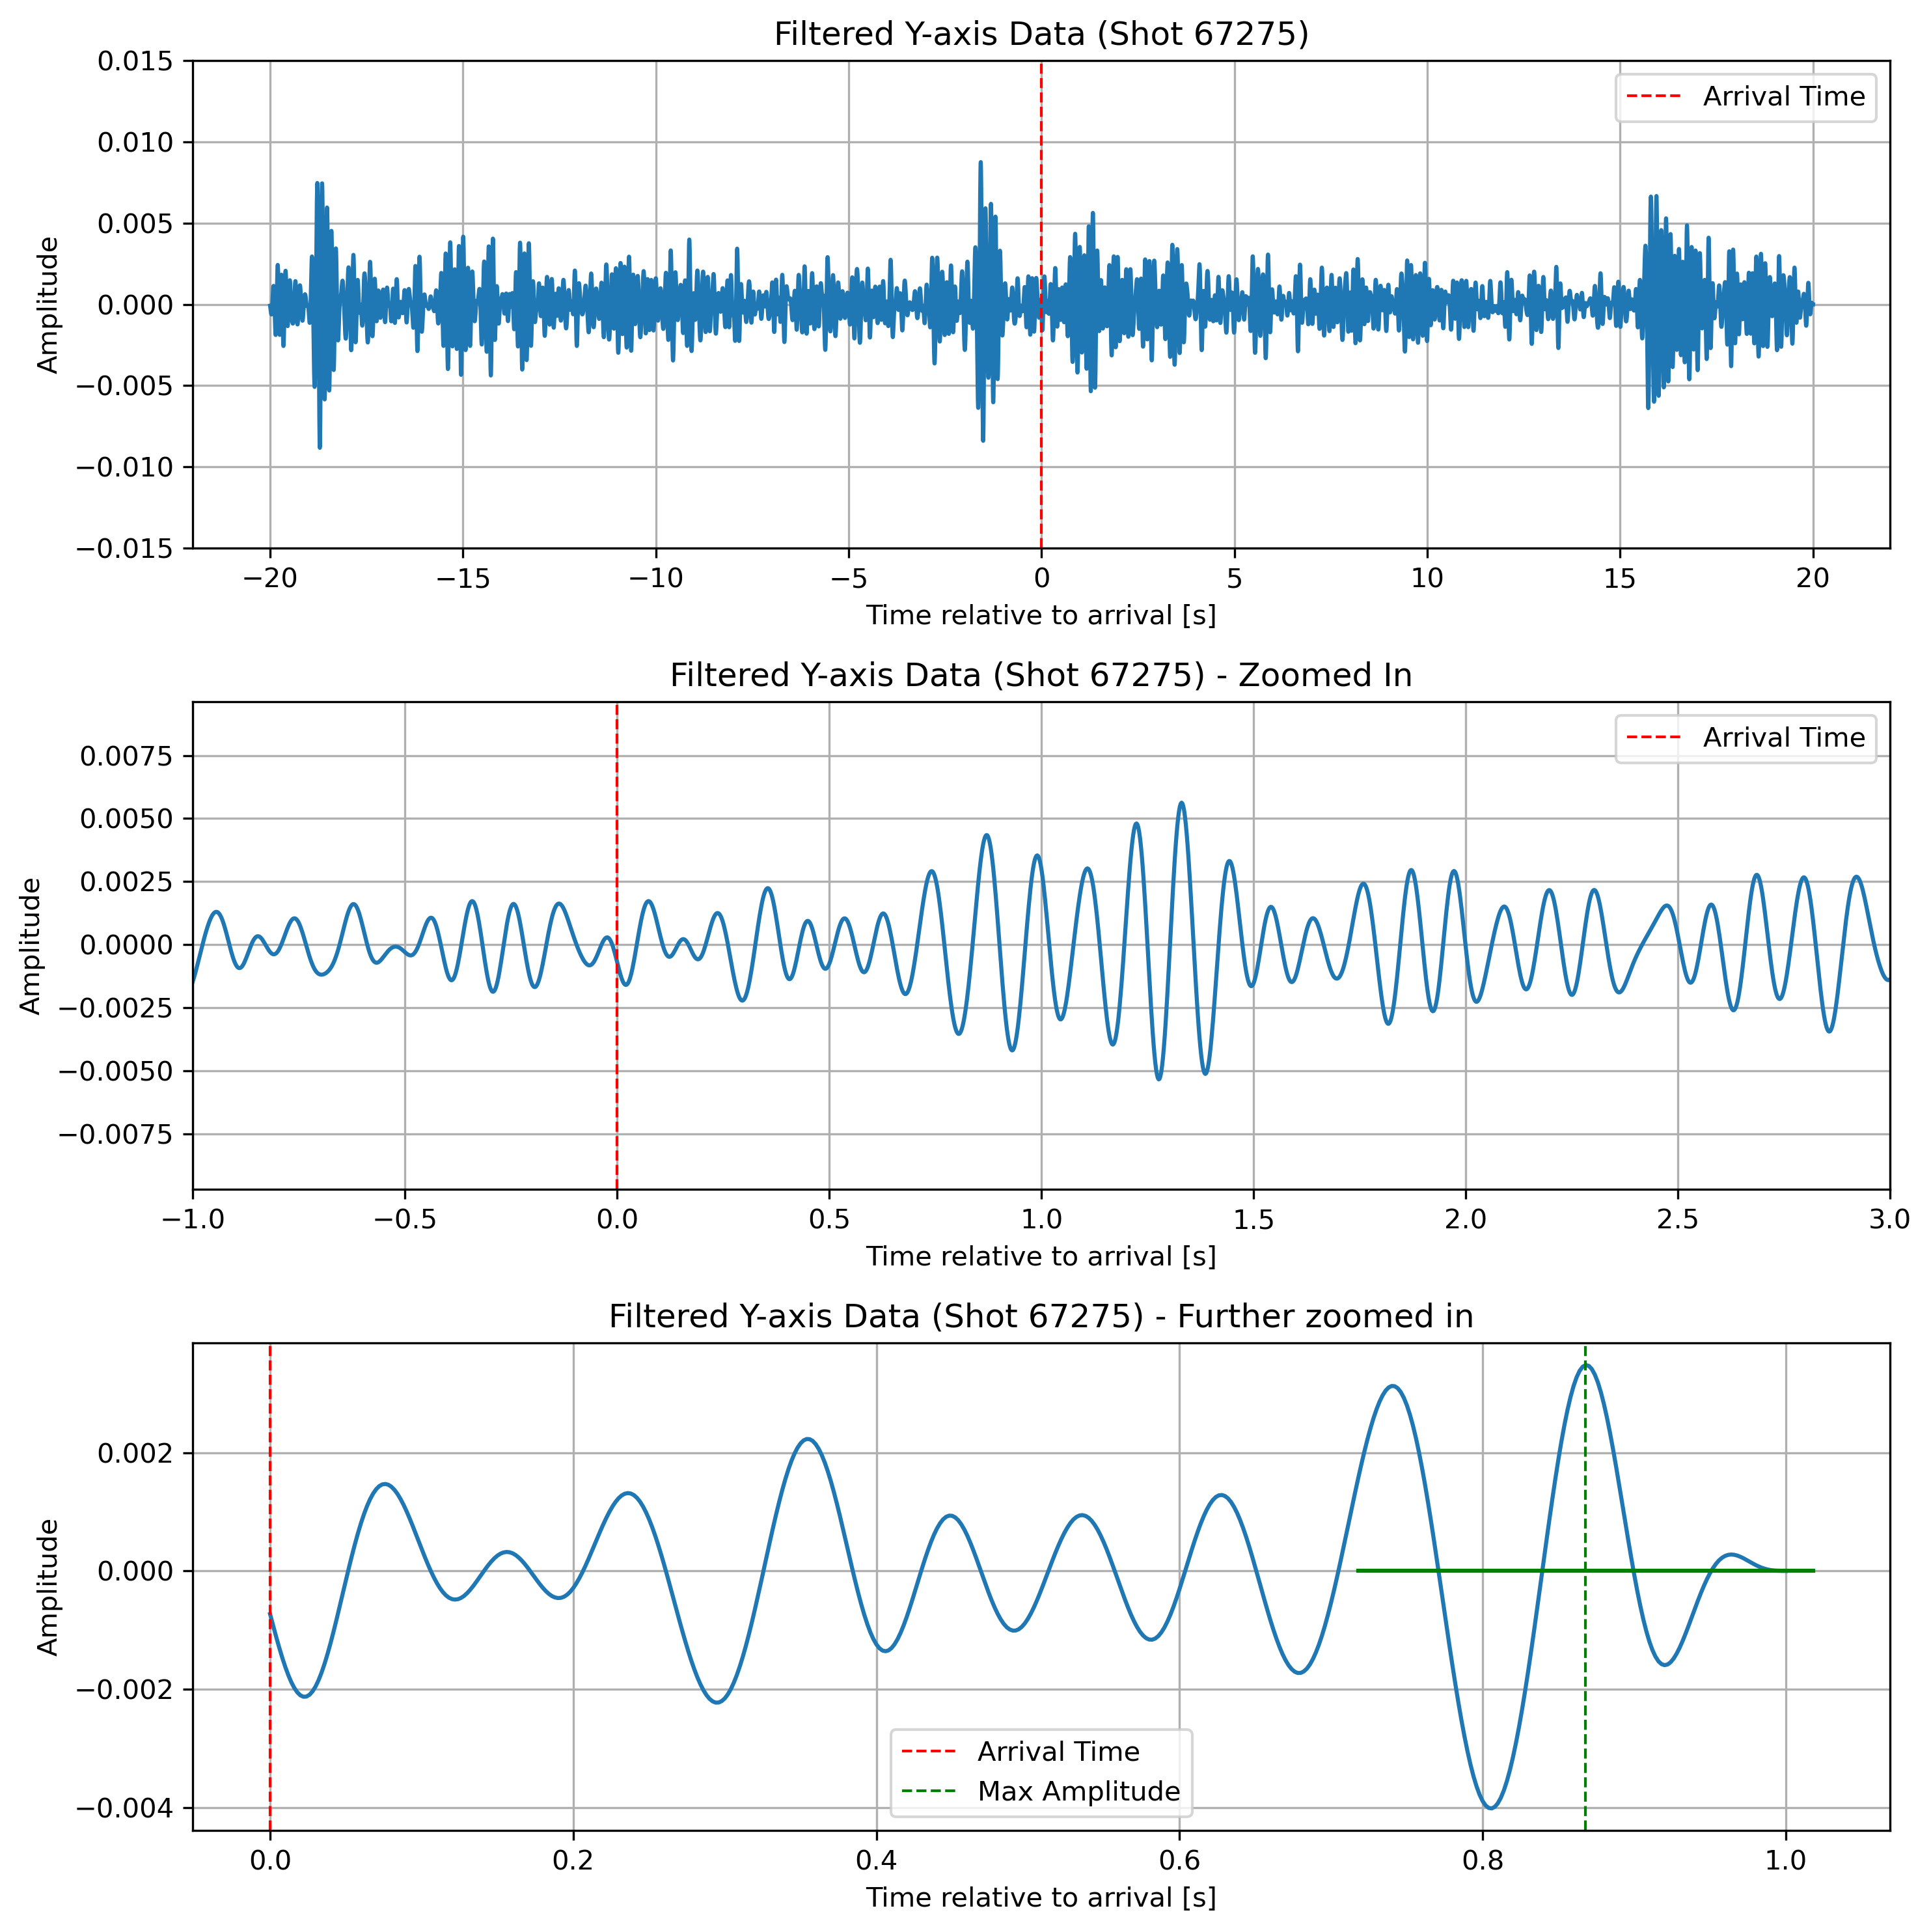 Filtered Y-axis Data (Shot 67275)
0.015
0.010
0.005
0.000
−0.005
−0.010
−0.015
Amplitude
Arrival Time
−20 −15 −10 −5 0 5 10 15 20
Time relative to arrival [s]
Filtered Y-axis Data (Shot 67275) - Zoomed In
0.0075
0.0050
0.0025
0.0000
−0.0025
−0.0050
−0.0075
Amplitude
Arrival Time
−1.0 −0.5 0.0 0.5 1.0 1.5 2.0 2.5 3.0
Time relative to arrival [s]
Filtered Y-axis Data (Shot 67275) - Further zoomed in
0.002
0.000
−0.002
−0.004
Amplitude
Arrival Time
Max Amplitude
0.0 0.2 0.4 0.6 0.8 1.0
Time relative to arrival [s]